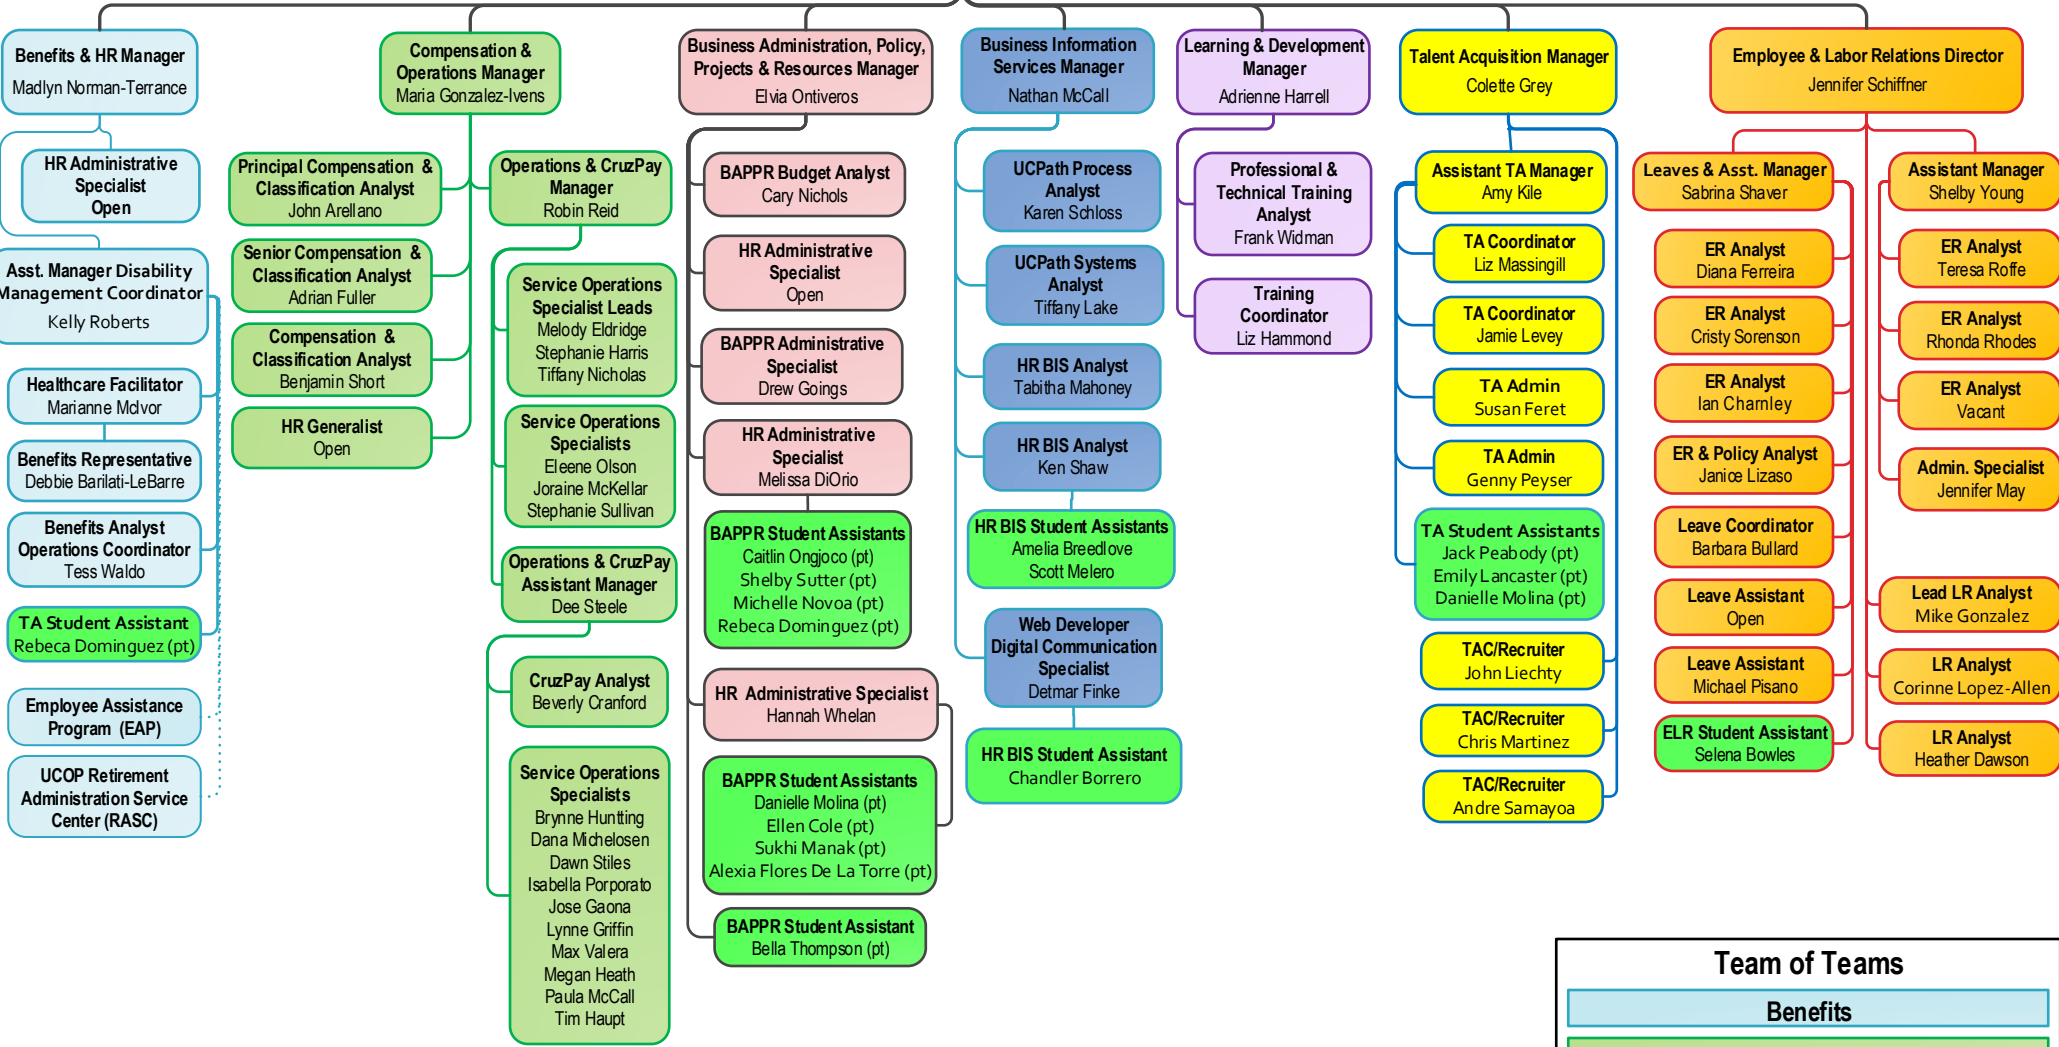 Benefits & HR Manager
Madlyn Norman-Terrance
HR Administrative
Specialist
Open
Asst. Manager Disability
Management Coordinator
Kelly Roberts
Healthcare Facilitator
Marianne McIvor
Benefits Representative
Debbie Barilati-LeBarre
Benefits Analyst
Operations Coordinator
Tess Waldo
TA Student Assistant
Rebeca Dominguez (pt)
Employee Assistance
Program (EAP)
UCOP Retirement
Administration Service
Center (RASC)
Compensation &
Operations Manager
Maria Gonzalez-Ivens
Principal Compensation &
Classification Analyst
John Arellano
Senior Compensation &
Classification Analyst
Adrian Fuller
Compensation &
Classification Analyst
Benjamin Short
HR Generalist
Open
Operations & CruzPay
Manager
Robin Reid
Service Operations
Specialist Leads
Melody Eldridge
Stephanie Harris
Tiffany Nicholas
Service Operations
Specialists
Eleene Olson
Joraine McKellar
Stephanie Sullivan
Operations & CruzPay
Assistant Manager
Dee Steele
CruzPay Analyst
Beverly Cranford
Service Operations
Specialists
Brynne Huntting
Dana Michelosen
Dawn Stiles
Isabella Porporato
Jose Gaona
Lynne Griffin
Max Valera
Megan Heath
Paula McCall
Tim Haupt
Business Administration, Policy,
Projects & Resources Manager
Elvia Ontiveros
BAPPR Budget Analyst
Cary Nichols
HR Administrative
Specialist
Open
BAPPR Administrative
Specialist
Drew Goings
HR Administrative
Specialist
Melissa DiOrio
BAPPR Student Assistants
Caitlin Ongjoco (pt)
Shelby Sutter (pt)
Michelle Novoa (pt)
Rebeca Dominguez (pt)
HR Administrative Specialist
Hannah Whelan
BAPPR Student Assistants
Danielle Molina (pt)
Ellen Cole (pt)
Sukhi Manak (pt)
Alexia Flores De La Torre (pt)
BAPPR Student Assistant
Bella Thompson (pt)
Business Information
Services Manager
Nathan McCall
UCPath Process
Analyst
Karen Schloss
UCPath Systems
Analyst
Tiffany Lake
HR BIS Analyst
Tabitha Mahoney
HR BIS Analyst
Ken Shaw
HR BIS Student Assistants
Amelia Breedlove
Scott Melero
Web Developer
Digital Communication
Specialist
Detmar Finke
HR BIS Student Assistant
Chandler Borrero
Learning & Development
Manager
Adrienne Harrell
Professional &
Technical Training
Analyst
Frank Widman
Training
Coordinator
Liz Hammond
Talent Acquisition Manager
Colette Grey
Assistant TA Manager
Amy Kile
TA Coordinator
Liz Massingill
TA Coordinator
Jamie Levey
TA Admin
Susan Feret
TA Admin
Genny Peyser
TA Student Assistants
Jack Peabody (pt)
Emily Lancaster (pt)
Danielle Molina (pt)
TAC/Recruiter
John Liechty
TAC/Recruiter
Chris Martinez
TAC/Recruiter
Andre Samayoa
Employee & Labor Relations Director
Jennifer Schiffner
Leaves & Asst. Manager
Sabrina Shaver
ER Analyst
Diana Ferreira
ER Analyst
Cristy Sorenson
ER Analyst
Ian Charnley
ER & Policy Analyst
Janice Lizaso
Leave Coordinator
Barbara Bullard
Leave Assistant
Open
Leave Assistant
Michael Pisano
ELR Student Assistant
Selena Bowles
Assistant Manager
Shelby Young
ER Analyst
Teresa Roffe
ER Analyst
Rhonda Rhodes
ER Analyst
Vacant
Admin. Specialist
Jennifer May
Lead LR Analyst
Mike Gonzalez
LR Analyst
Corinne Lopez-Allen
LR Analyst
Heather Dawson
Team of Teams
Benefits